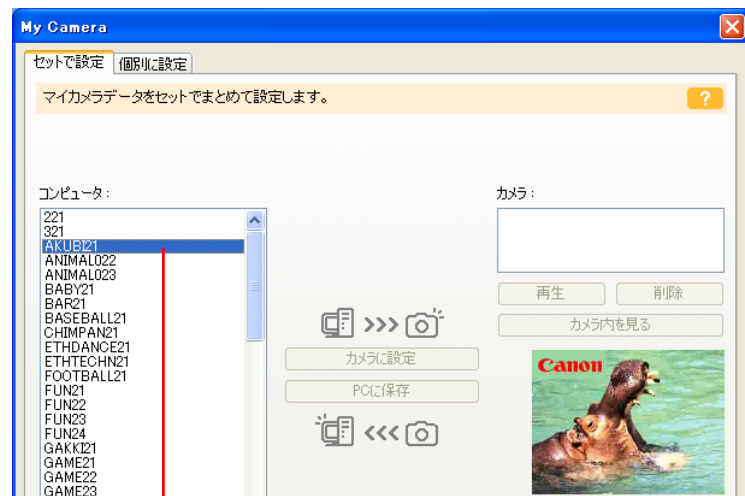 My Camera
セットで設定
個別に設定
マイカメラデータをセットでまとめて設定します。
?
コンピュータ:
221
321
AKUBI21
ANIMAL022
ANIMAL023
BABY21
BAR21
BASEBALL21
CHIMPAN21
ETHDANCE21
ETHTECHN21
FOOTBALL21
FUN21
FUN22
FUN23
FUN24
GAKKI21
GAME21
GAME22
GAME23
>>>
カメラに設定
PCに保存
<<<
カメラ:
再生
削除
カメラ内を見る
Canon